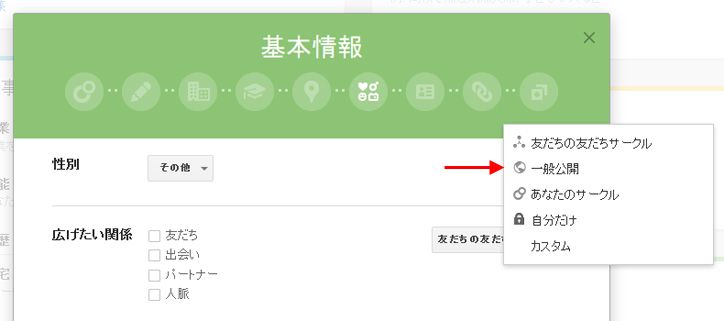 基本情報
性別
その他
友だちの友だちサークル
一般公開
あなたのサークル
自分だけ
カスタム
広げたい関係
友だち
出会い
パートナー
人脈
友だちの友だち